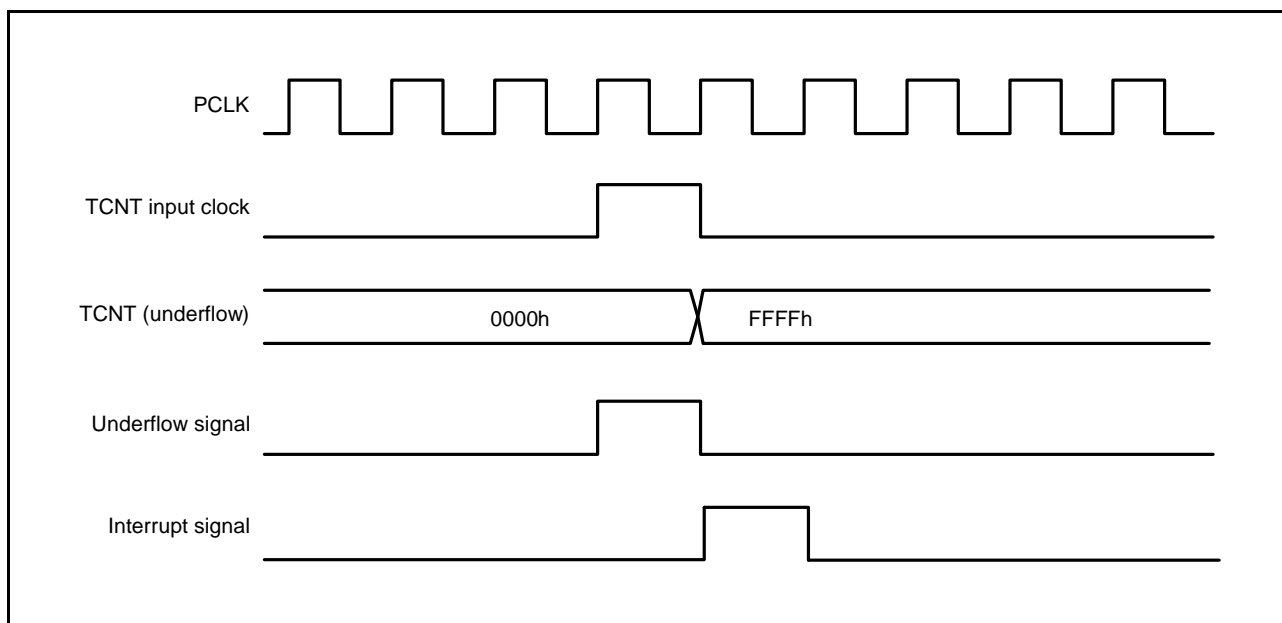 PCLK
TCNT input clock
TCNT (underflow)
0000h
FFFFh
Underflow signal
Interrupt signal